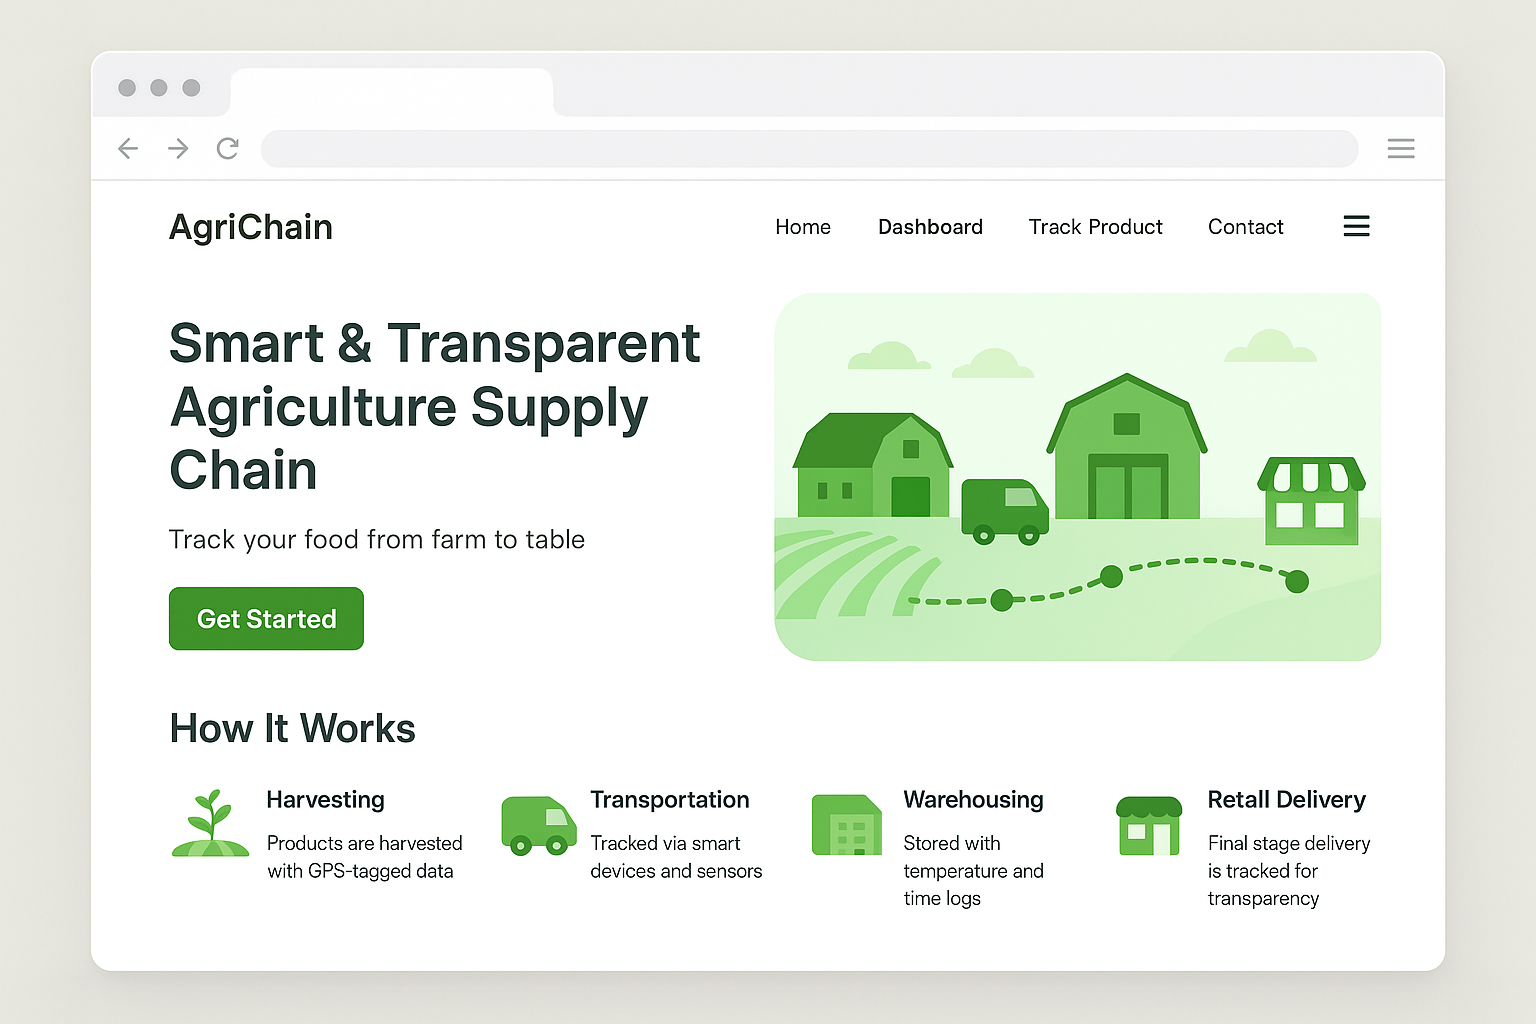 AgriChain
Home Dashboard Track Product Contact
Smart & Transparent
Agriculture Supply
Chain
Track your food from farm to table
Get Started
How It Works
Harvesting
Products are harvested
with GPS-tagged data
Transportation
Tracked via smart
devices and sensors
Warehousing
Stored with
temperature and
time logs
Retall Delivery
Final stage delivery
is tracked for
transparency